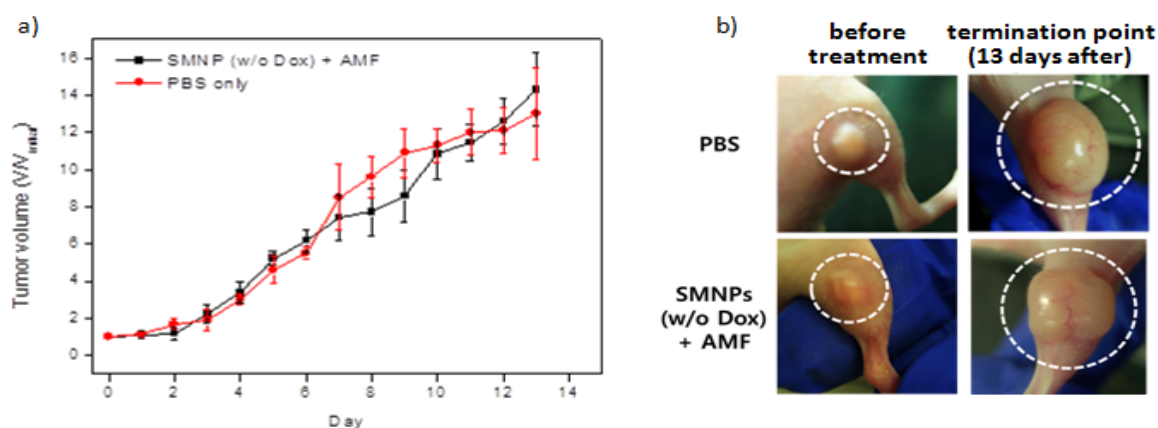 a)
SMNP (w/o Dox) + AMF
PBS only
Tumor volume (V/Vinitial)
16
14
12
10
8
6
4
2
0
0 2 4 6 8 10 12 14
Day
b)
before treatment
termination point (13 days after)
PBS
SMNPs
(w/o Dox)
+ AMF